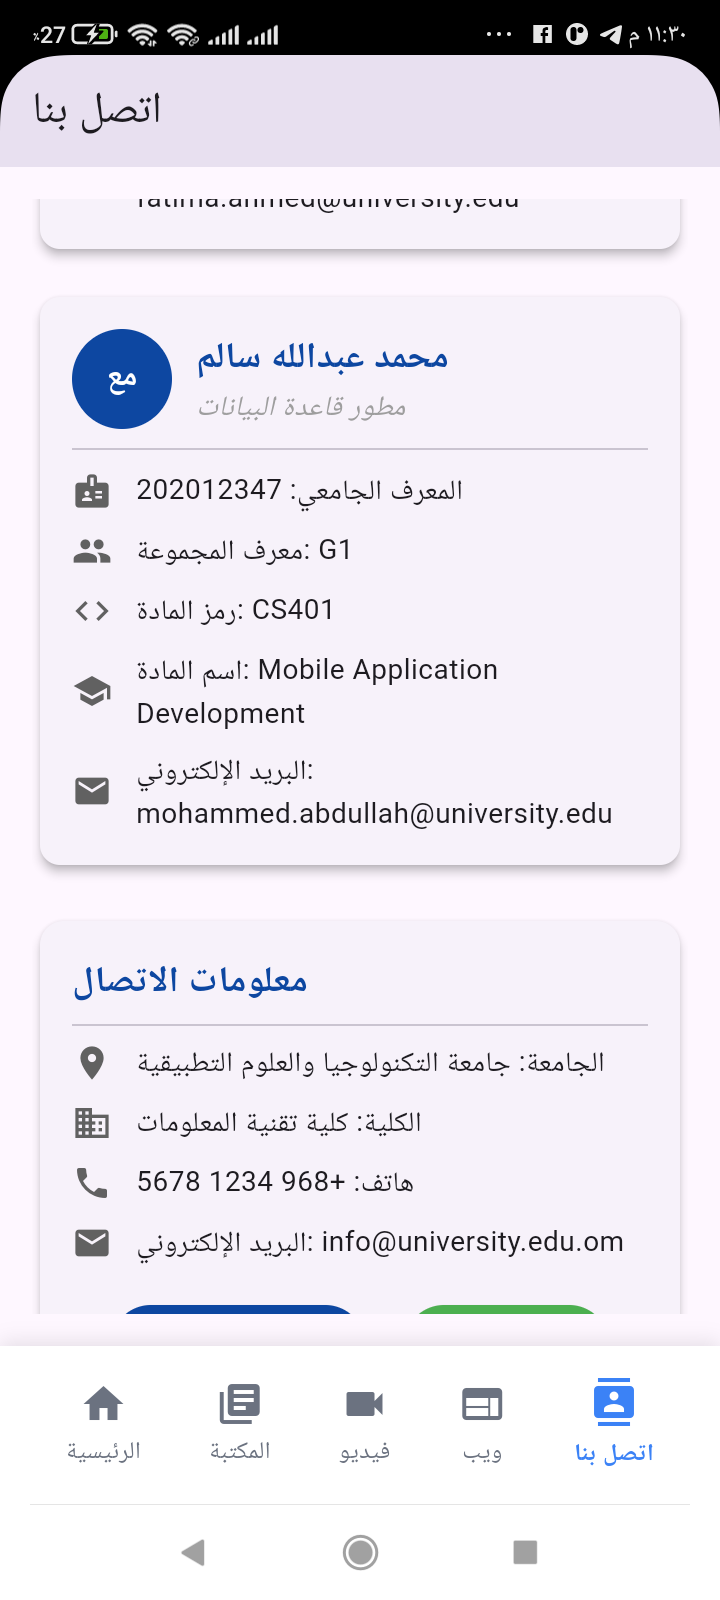 ٪27
١١:٣٠ م
اتصل بنا
fatima.ahmed@university.edu
مع
محمد عبدالله سالم
مطور قاعدة البيانات
المعرف الجامعي: 202012347
معرف المجموعة: G1
رمز المادة: CS401
اسم المادة: Mobile Application
Development
البريد الإلكتروني:
mohammed.abdullah@university.edu
معلومات الاتصال
الجامعة: جامعة التكنولوجيا والعلوم التطبيقية
الكلية: كلية تقنية المعلومات
هاتف: +968 1234 5678
البريد الإلكتروني: info@university.edu.om
الرئيسية
المكتبة
فيديو
ويب
اتصل بنا